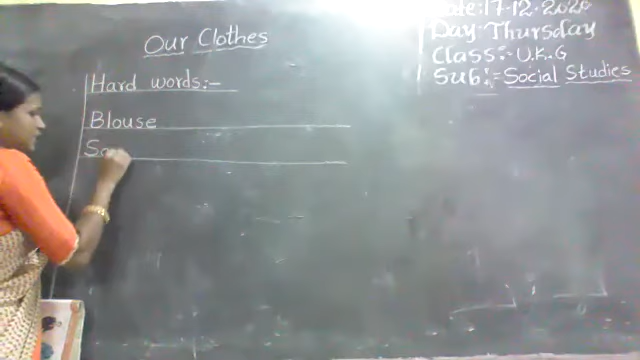 Date:17.12.2020
Day:Thursday
Class:-U.K.G
Sub:-Social Studies
Our Clothes
Hard words:-
Blouse